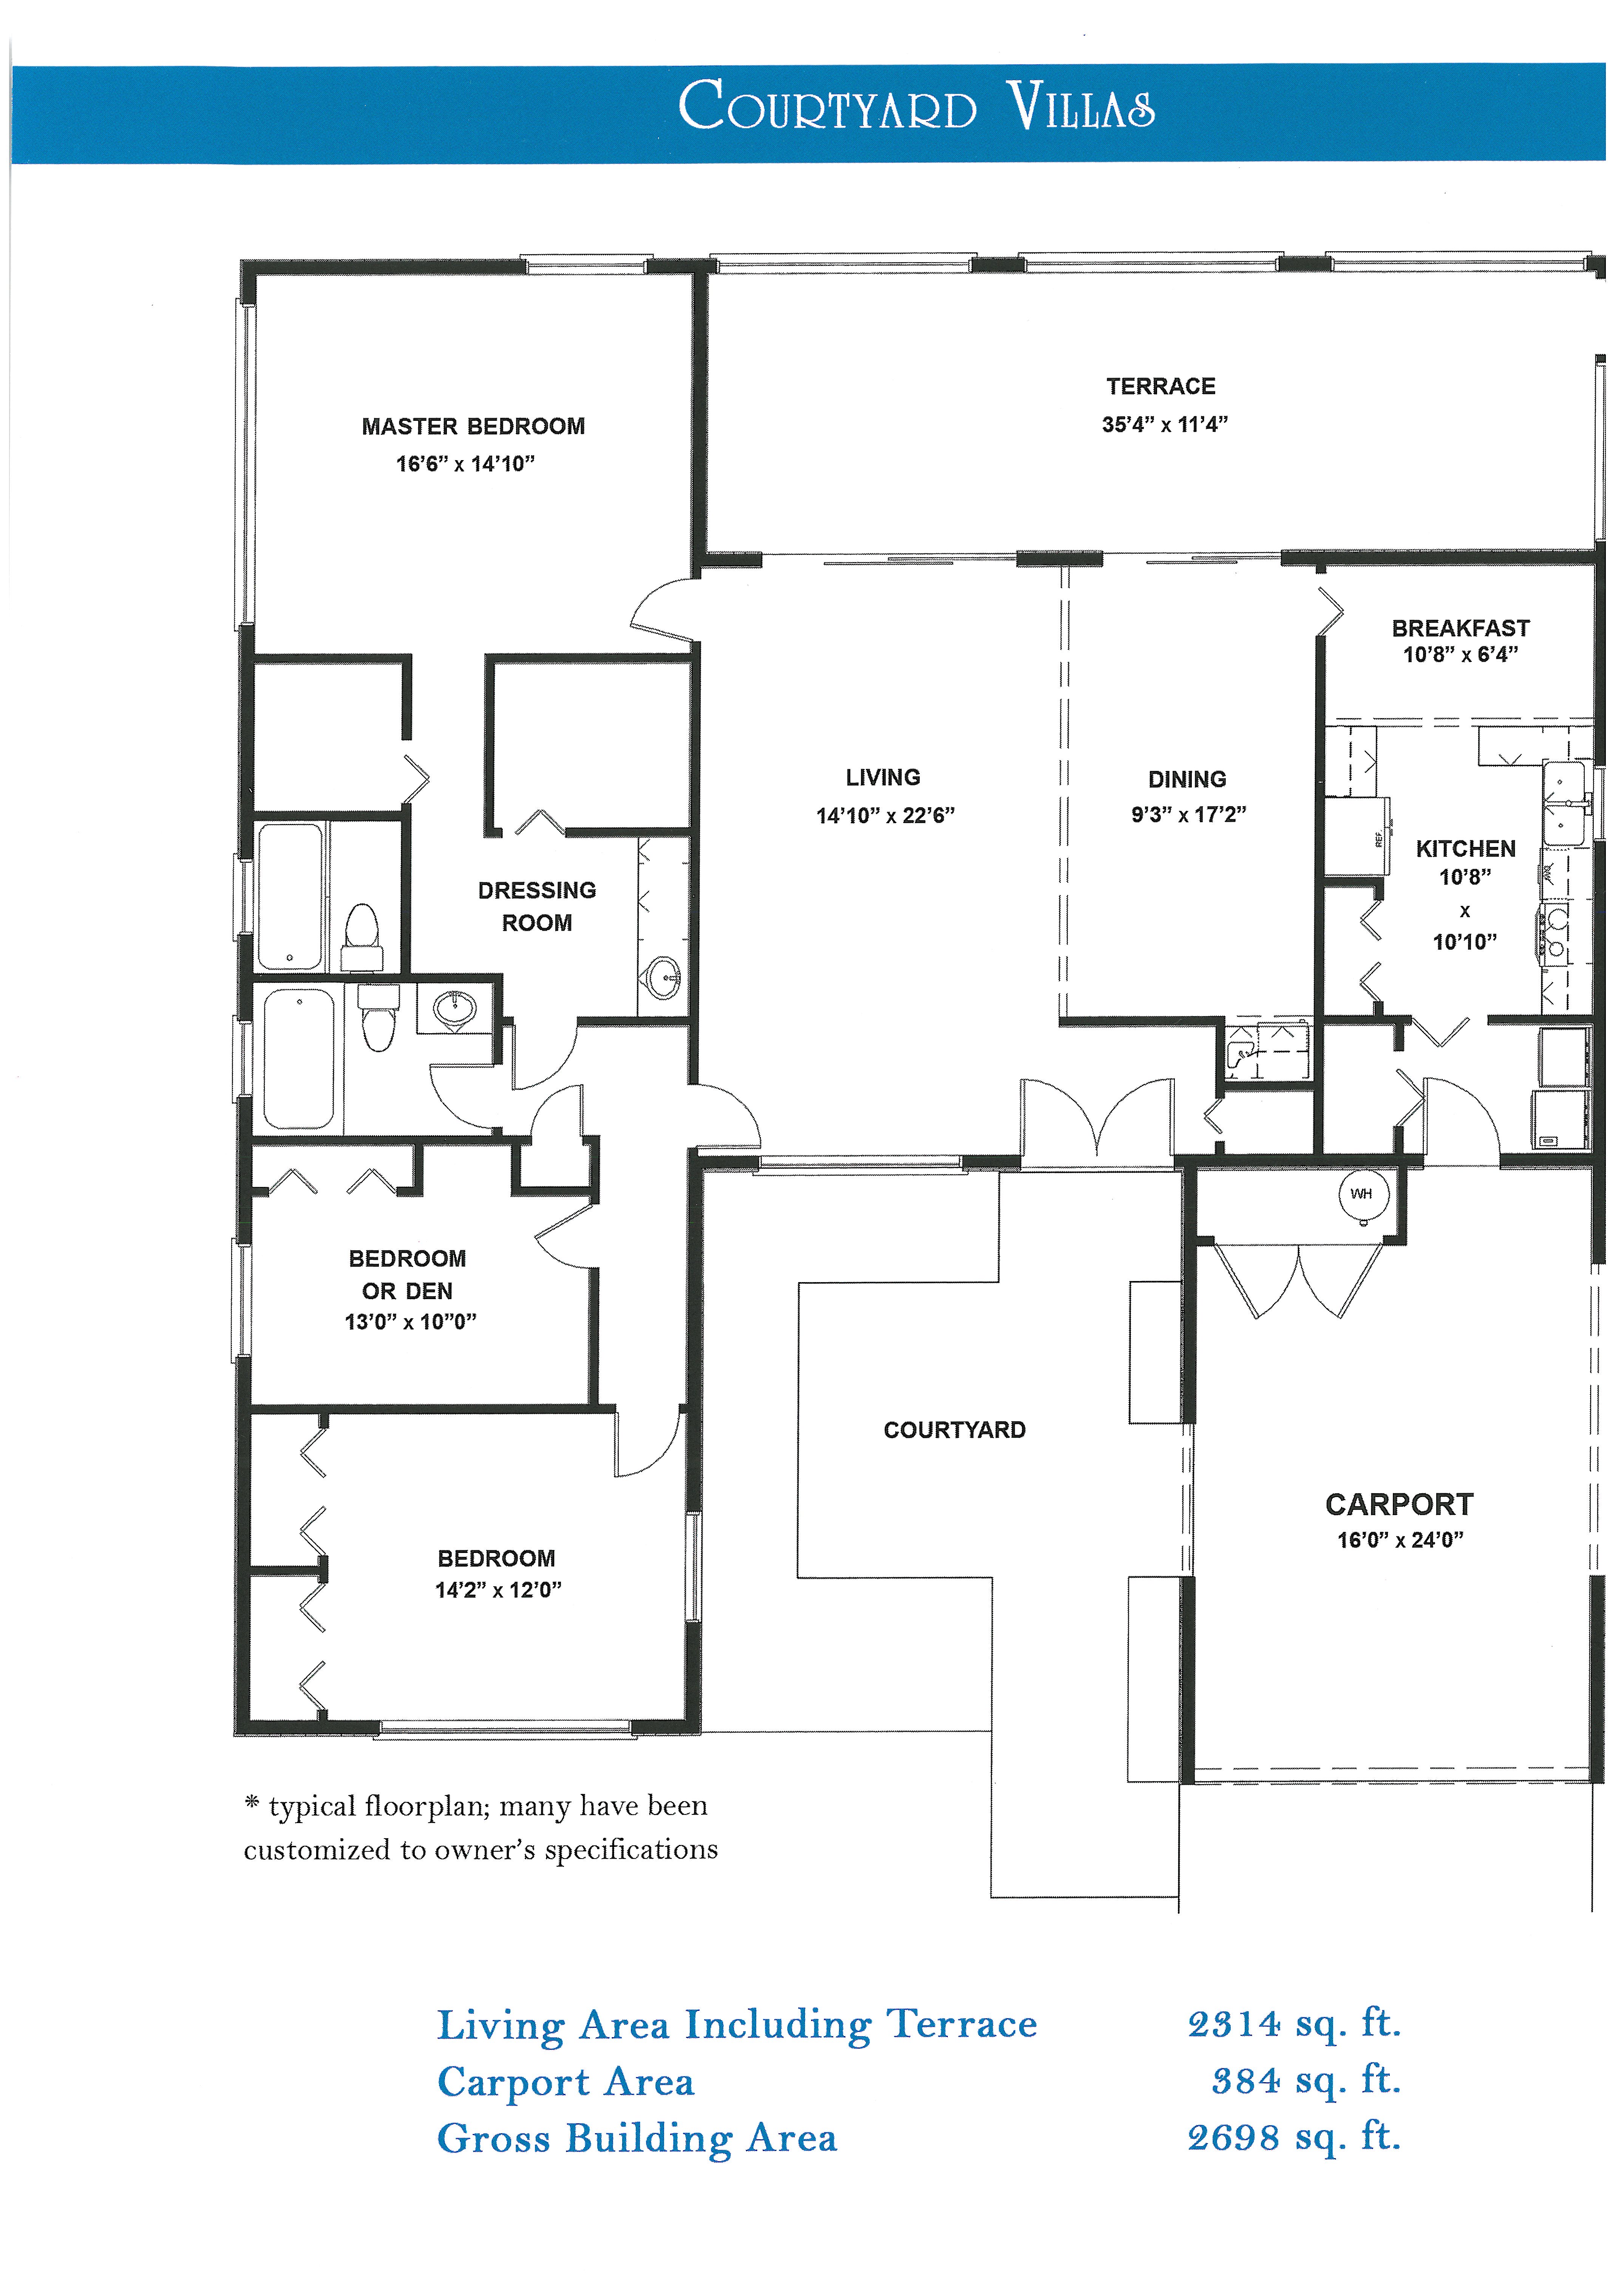 COURTYARD VILLAS
TERRACE
35'4” x 11'4”
MASTER BEDROOM
16'6” x 14'10”
BREAKFAST
10'8” x 6'4”
LIVING
14'10” x 22'6”
DINING
9'3” x 17'2”
REF.
KITCHEN
10'8”
x
10'10”
DRESSING
ROOM
WH
BEDROOM
OR DEN
13'0” x 10”0”
COURTYARD
CARPORT
16'0” x 24'0”
BEDROOM
14'2” x 12'0”
* typical floorplan; many have been
customized to owner's specifications
Living Area Including Terrace 2314 sq. ft.
Carport Area 384 sq. ft.
Gross Building Area 2698 sq. ft.